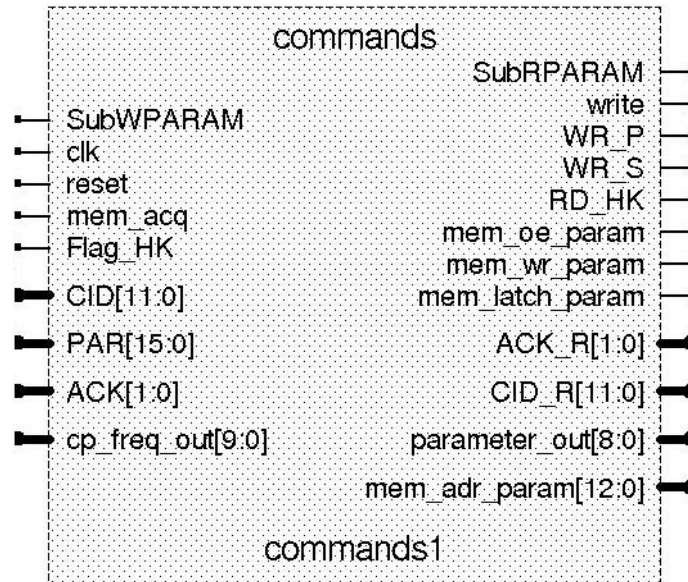 commands
SubRPARAM
write
SubWPARAM
WR_P
clk
WR_S
reset
RD_HK
mem_acq
mem_oe_param
Flag_HK
mem_wr_param
CID[11:0]
mem_latch_param
PAR[15:0]
ACK_R[1:0]
ACK[1:0]
CID_R[11:0]
cp_freq_out[9:0]
parameter_out[8:0]
mem_adr_param[12:0]
commands1